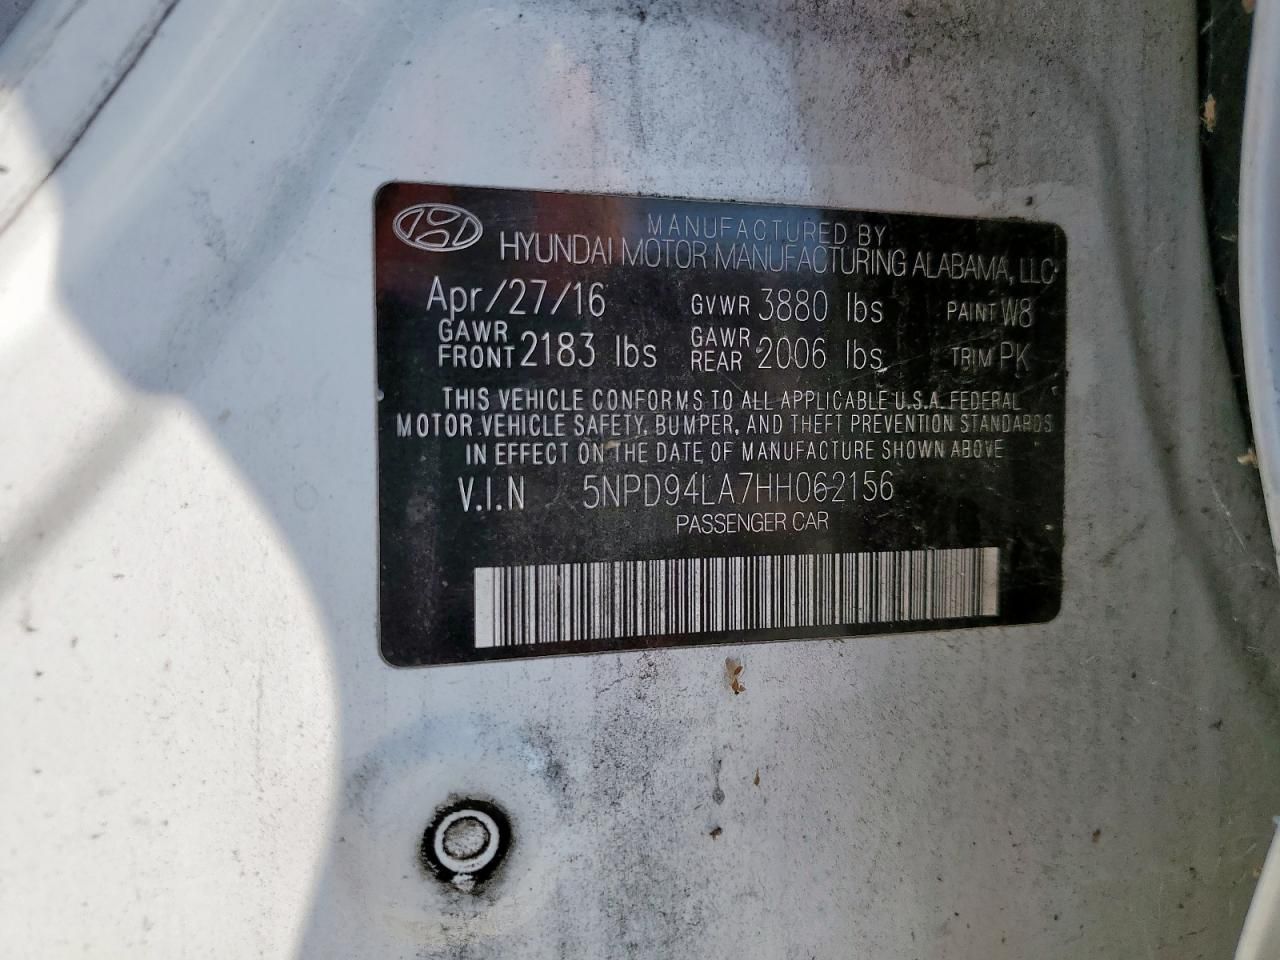 MANUFACTURED BY
HYUNDAI MOTOR MANUFACTURING ALABAMA, LLC
Apr/27/16 GVWR 3880 lbs PAINT W8
GAWR FRONT 2183 lbs GAWR REAR 2006 lbs TRIM PK
THIS VEHICLE CONFORMS TO ALL APPLICABLE U.S.A. FEDERAL
MOTOR VEHICLE SAFETY, BUMPER, AND THEFT PREVENTION STANDARDS
IN EFFECT ON THE DATE OF MANUFACTURE SHOWN ABOVE
V.I.N 5NPD94LA7HH062156
PASSENGER CAR